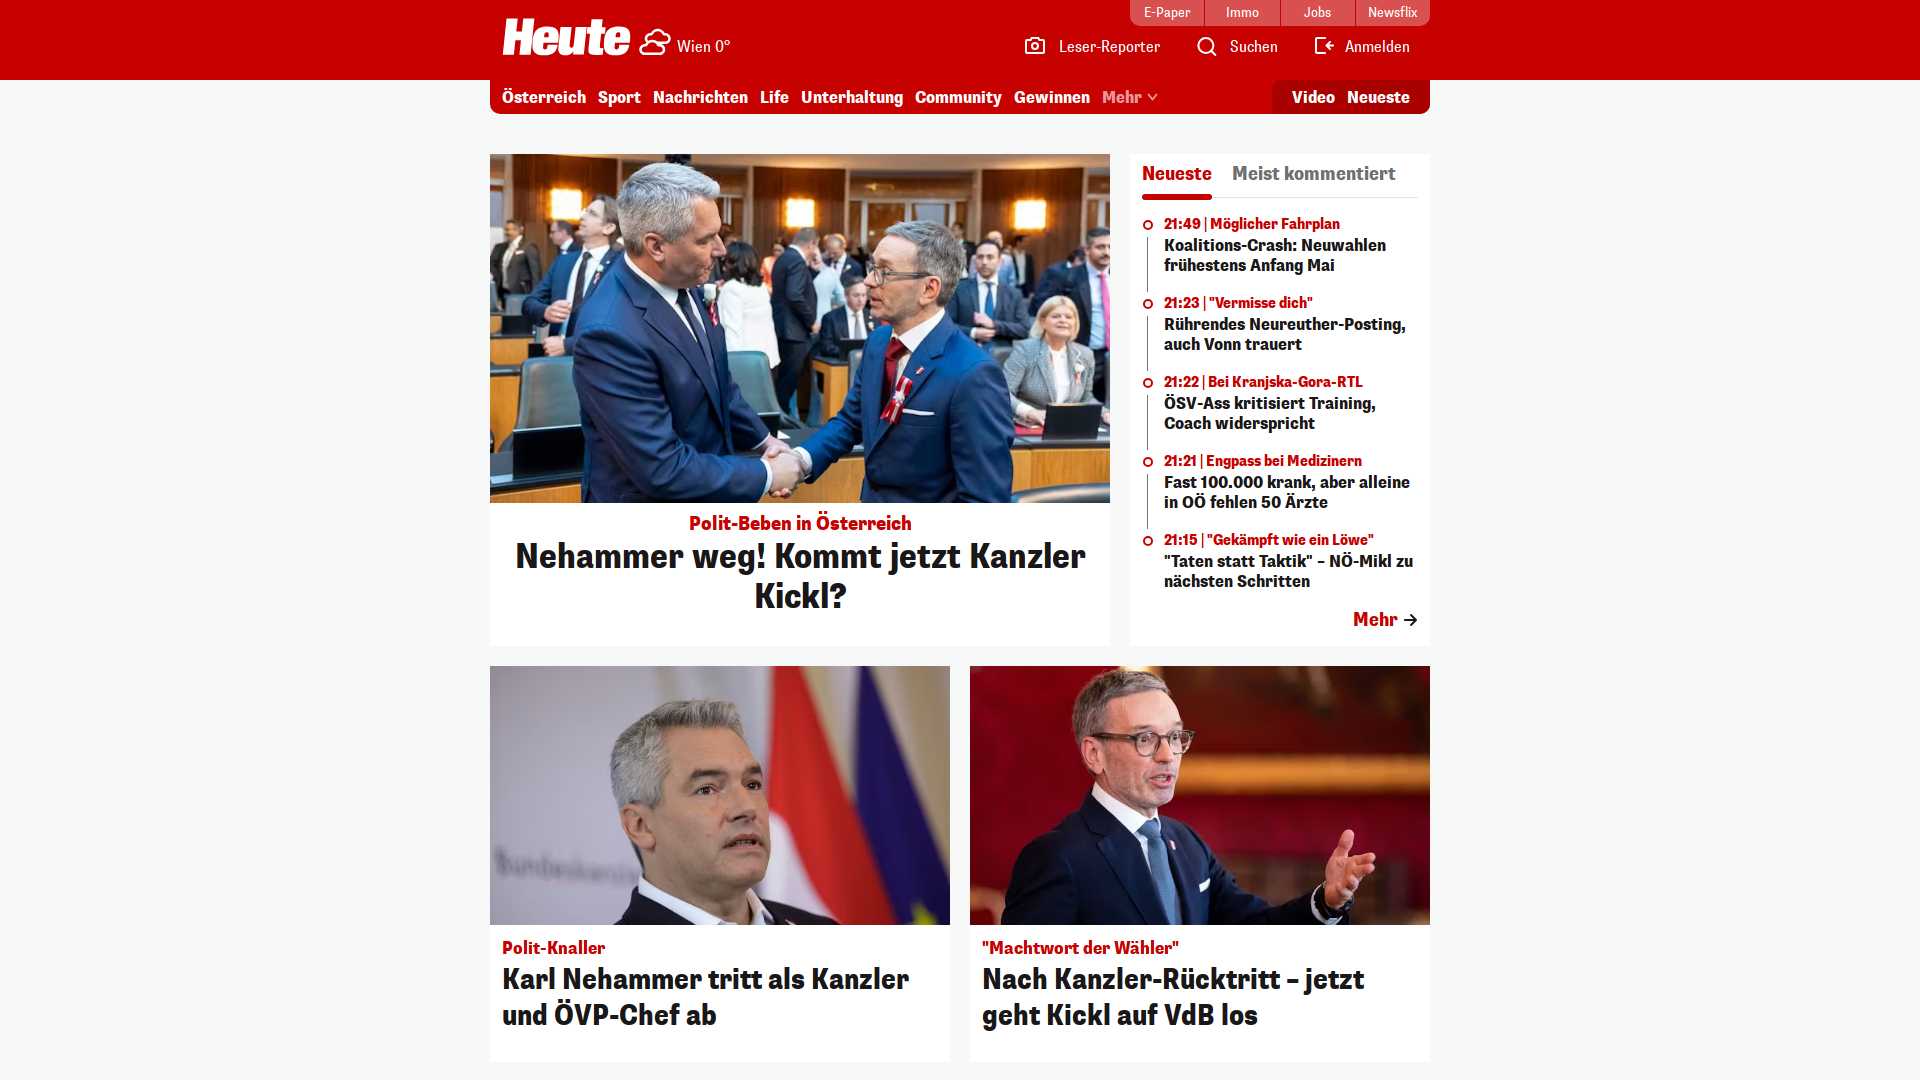 E-Paper
Immo
Jobs
Newsflix
Heute
Wien 0°
Leser-Reporter
Suchen
Anmelden
Österreich
Sport
Nachrichten
Life
Unterhaltung
Community
Gewinnen
Mehr
Video
Neueste
Polit-Beben in Österreich
Nehammer weg! Kommt jetzt Kanzler
Kickl?
Neueste
Meist kommentiert
21:49 | Möglicher Fahrplan
Koalitions-Crash: Neuwahlen
frühestens Anfang Mai
21:23 | "Vermisse dich"
Rührendes Neureuther-Posting,
auch Vonn trauert
21:22 | Bei Kranjska-Gora-RTL
ÖSV-Ass kritisiert Training,
Coach widerspricht
21:21 | Engpass bei Medizinern
Fast 100.000 krank, aber alleine
in OÖ fehlen 50 Ärzte
21:15 | "Gekämpft wie ein Löwe"
"Taten statt Taktik" – NÖ-Mikl zu
nächsten Schritten
Mehr
Bundeskanzle
Polit-Knaller
Karl Nehammer tritt als Kanzler
und ÖVP-Chef ab
"Machtwort der Wähler"
Nach Kanzler-Rücktritt – jetzt
geht Kickl auf VdB los